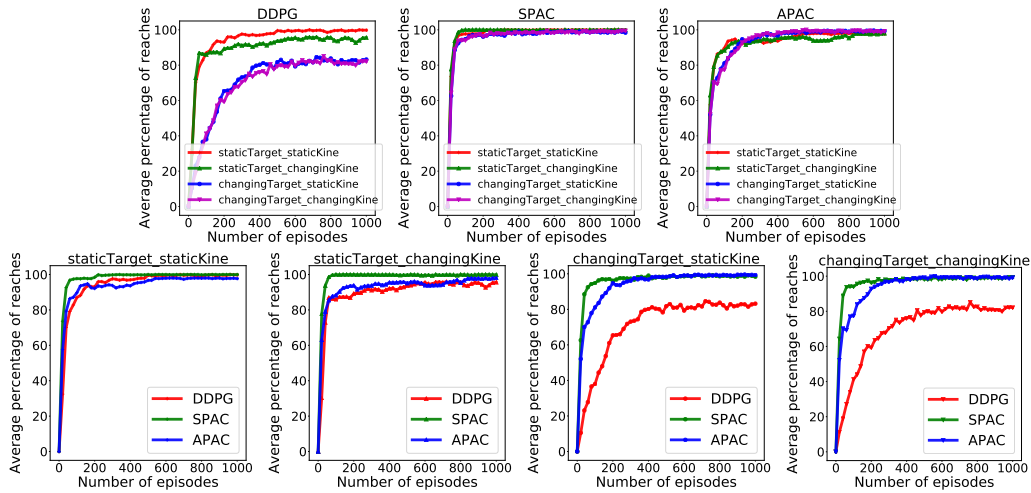 DDPG
Average percentage of reaches
100
80
60
40
20
0
staticTarget_staticKine
staticTarget_changingKine
changingTarget_staticKine
changingTarget_changingKine
0 200 400 600 800 1000
Number of episodes
SPAC
Average percentage of reaches
100
80
60
40
20
0
staticTarget_staticKine
staticTarget_changingKine
changingTarget_staticKine
changingTarget_changingKine
0 200 400 600 800 1000
Number of episodes
APAC
Average percentage of reaches
100
80
60
40
20
0
staticTarget_staticKine
staticTarget_changingKine
changingTarget_staticKine
changingTarget_changingKine
0 200 400 600 800 1000
Number of episodes
staticTarget_staticKine
Average percentage of reaches
100
80
60
40
20
0
DDPG
SPAC
APAC
0 200 400 600 800 1000
Number of episodes
staticTarget_changingKine
Average percentage of reaches
100
80
60
40
20
0
DDPG
SPAC
APAC
0 200 400 600 800 1000
Number of episodes
changingTarget_staticKine
Average percentage of reaches
100
80
60
40
20
0
DDPG
SPAC
APAC
0 200 400 600 800 1000
Number of episodes
changingTarget_changingKine
Average percentage of reaches
100
80
60
40
20
0
DDPG
SPAC
APAC
0 200 400 600 800 1000
Number of episodes